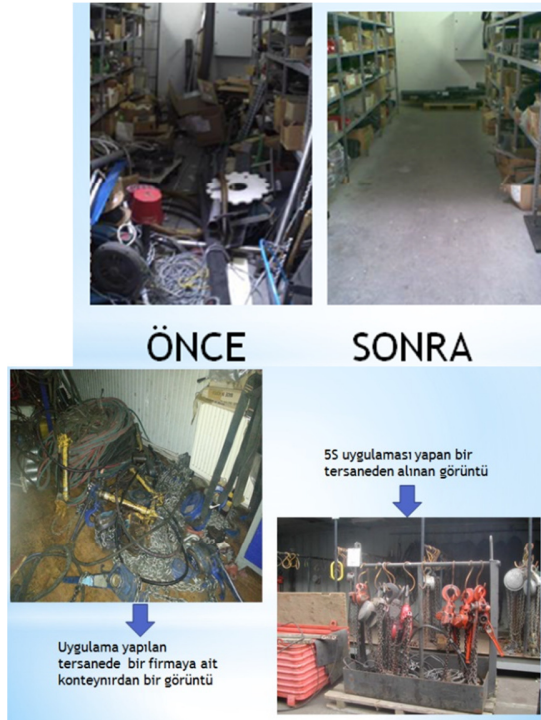 ÖNCE SONRA
5S uygulaması yapan bir
tersaneden alınan görüntü
Uygulama yapılan
tersanede bir firmaya ait
konteynırdan bir görüntü